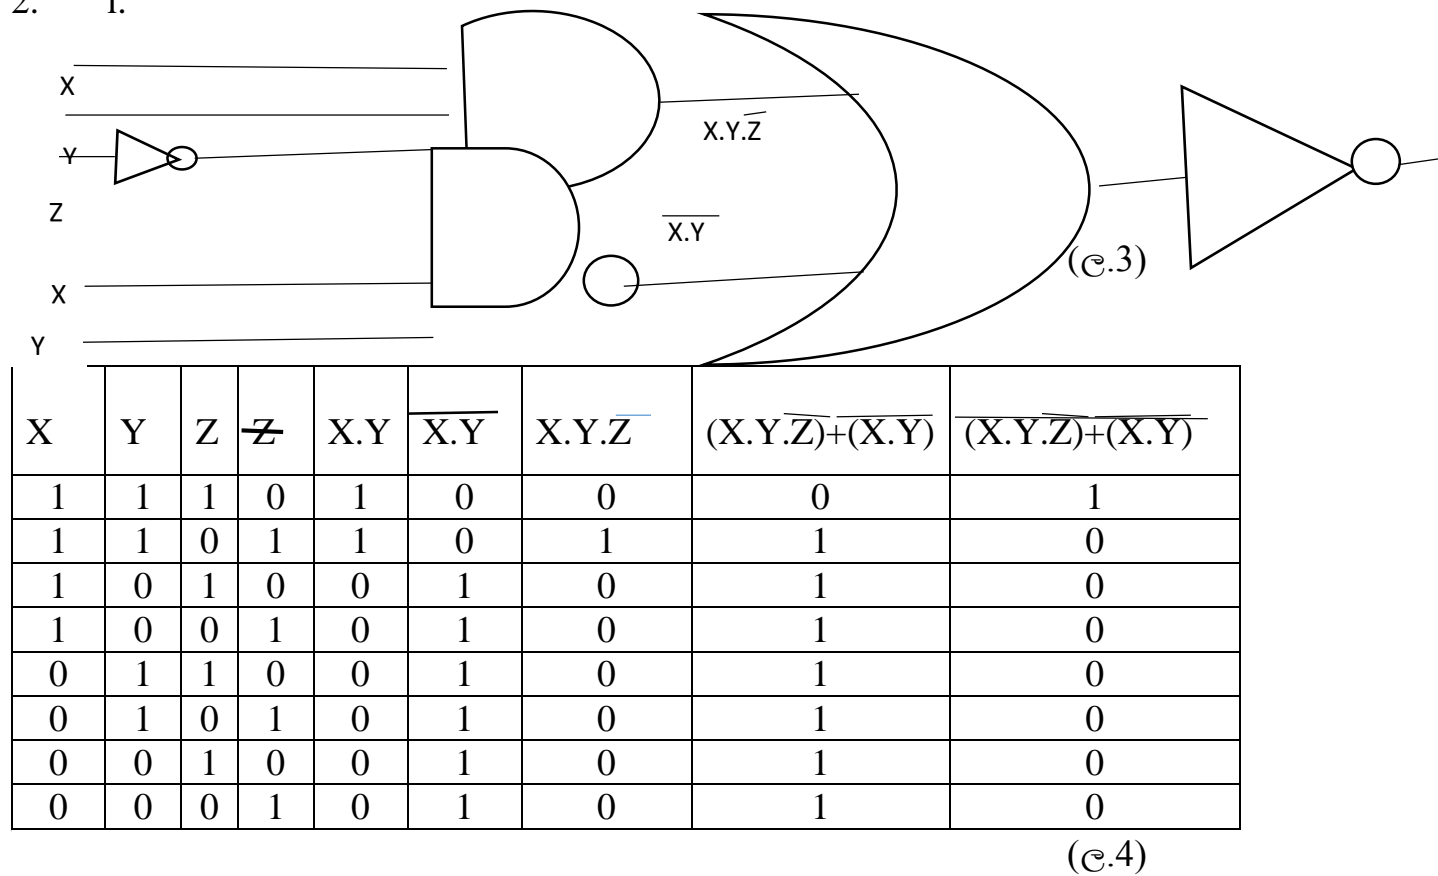 2. I.
X
Y
Z
X
Y
X.Y.Z̅
X̅.̅Y̅
(ල.3)
X Y Z Z̅ X.Y X̅.̅Y̅ X.Y.Z̅ (X.Y.Z̅)+(X̅.̅Y̅) (X.Y.Z̅)+(X̅.̅Y̅)
1 1 1 0 1 0 0 0 1
1 1 0 1 1 0 1 1 0
1 0 1 0 0 1 0 1 0
1 0 0 1 0 1 0 1 0
0 1 1 0 0 1 0 1 0
0 1 0 1 0 1 0 1 0
0 0 1 0 0 1 0 1 0
0 0 0 1 0 1 0 1 0
(ල.4)